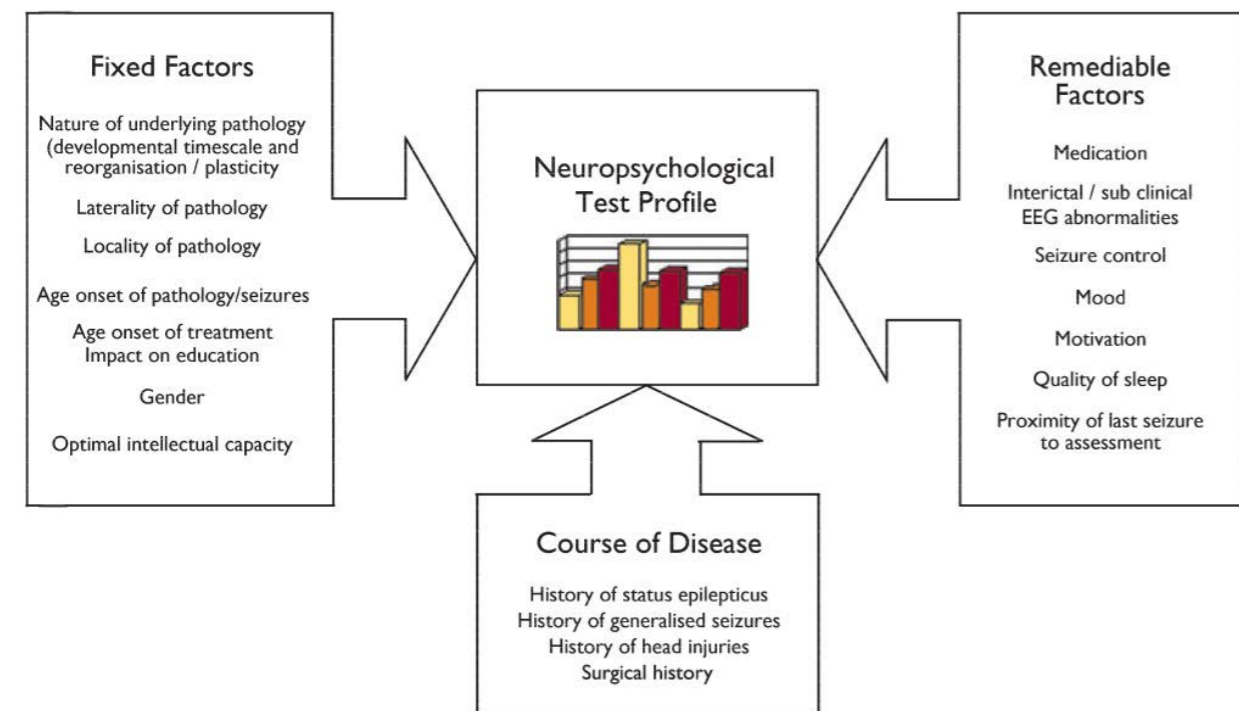 Fixed Factors
Nature of underlying pathology
(developmental timescale and
reorganisation / plasticity
Laterality of pathology
Locality of pathology
Age onset of pathology/seizures
Age onset of treatment
Impact on education
Gender
Optimal intellectual capacity
Neuropsychological
Test Profile
Remediable
Factors
Medication
Interictal / sub clinical
EEG abnormalities
Seizure control
Mood
Motivation
Quality of sleep
Proximity of last seizure
to assessment
Course of Disease
History of status epilepticus
History of generalised seizures
History of head injuries
Surgical history